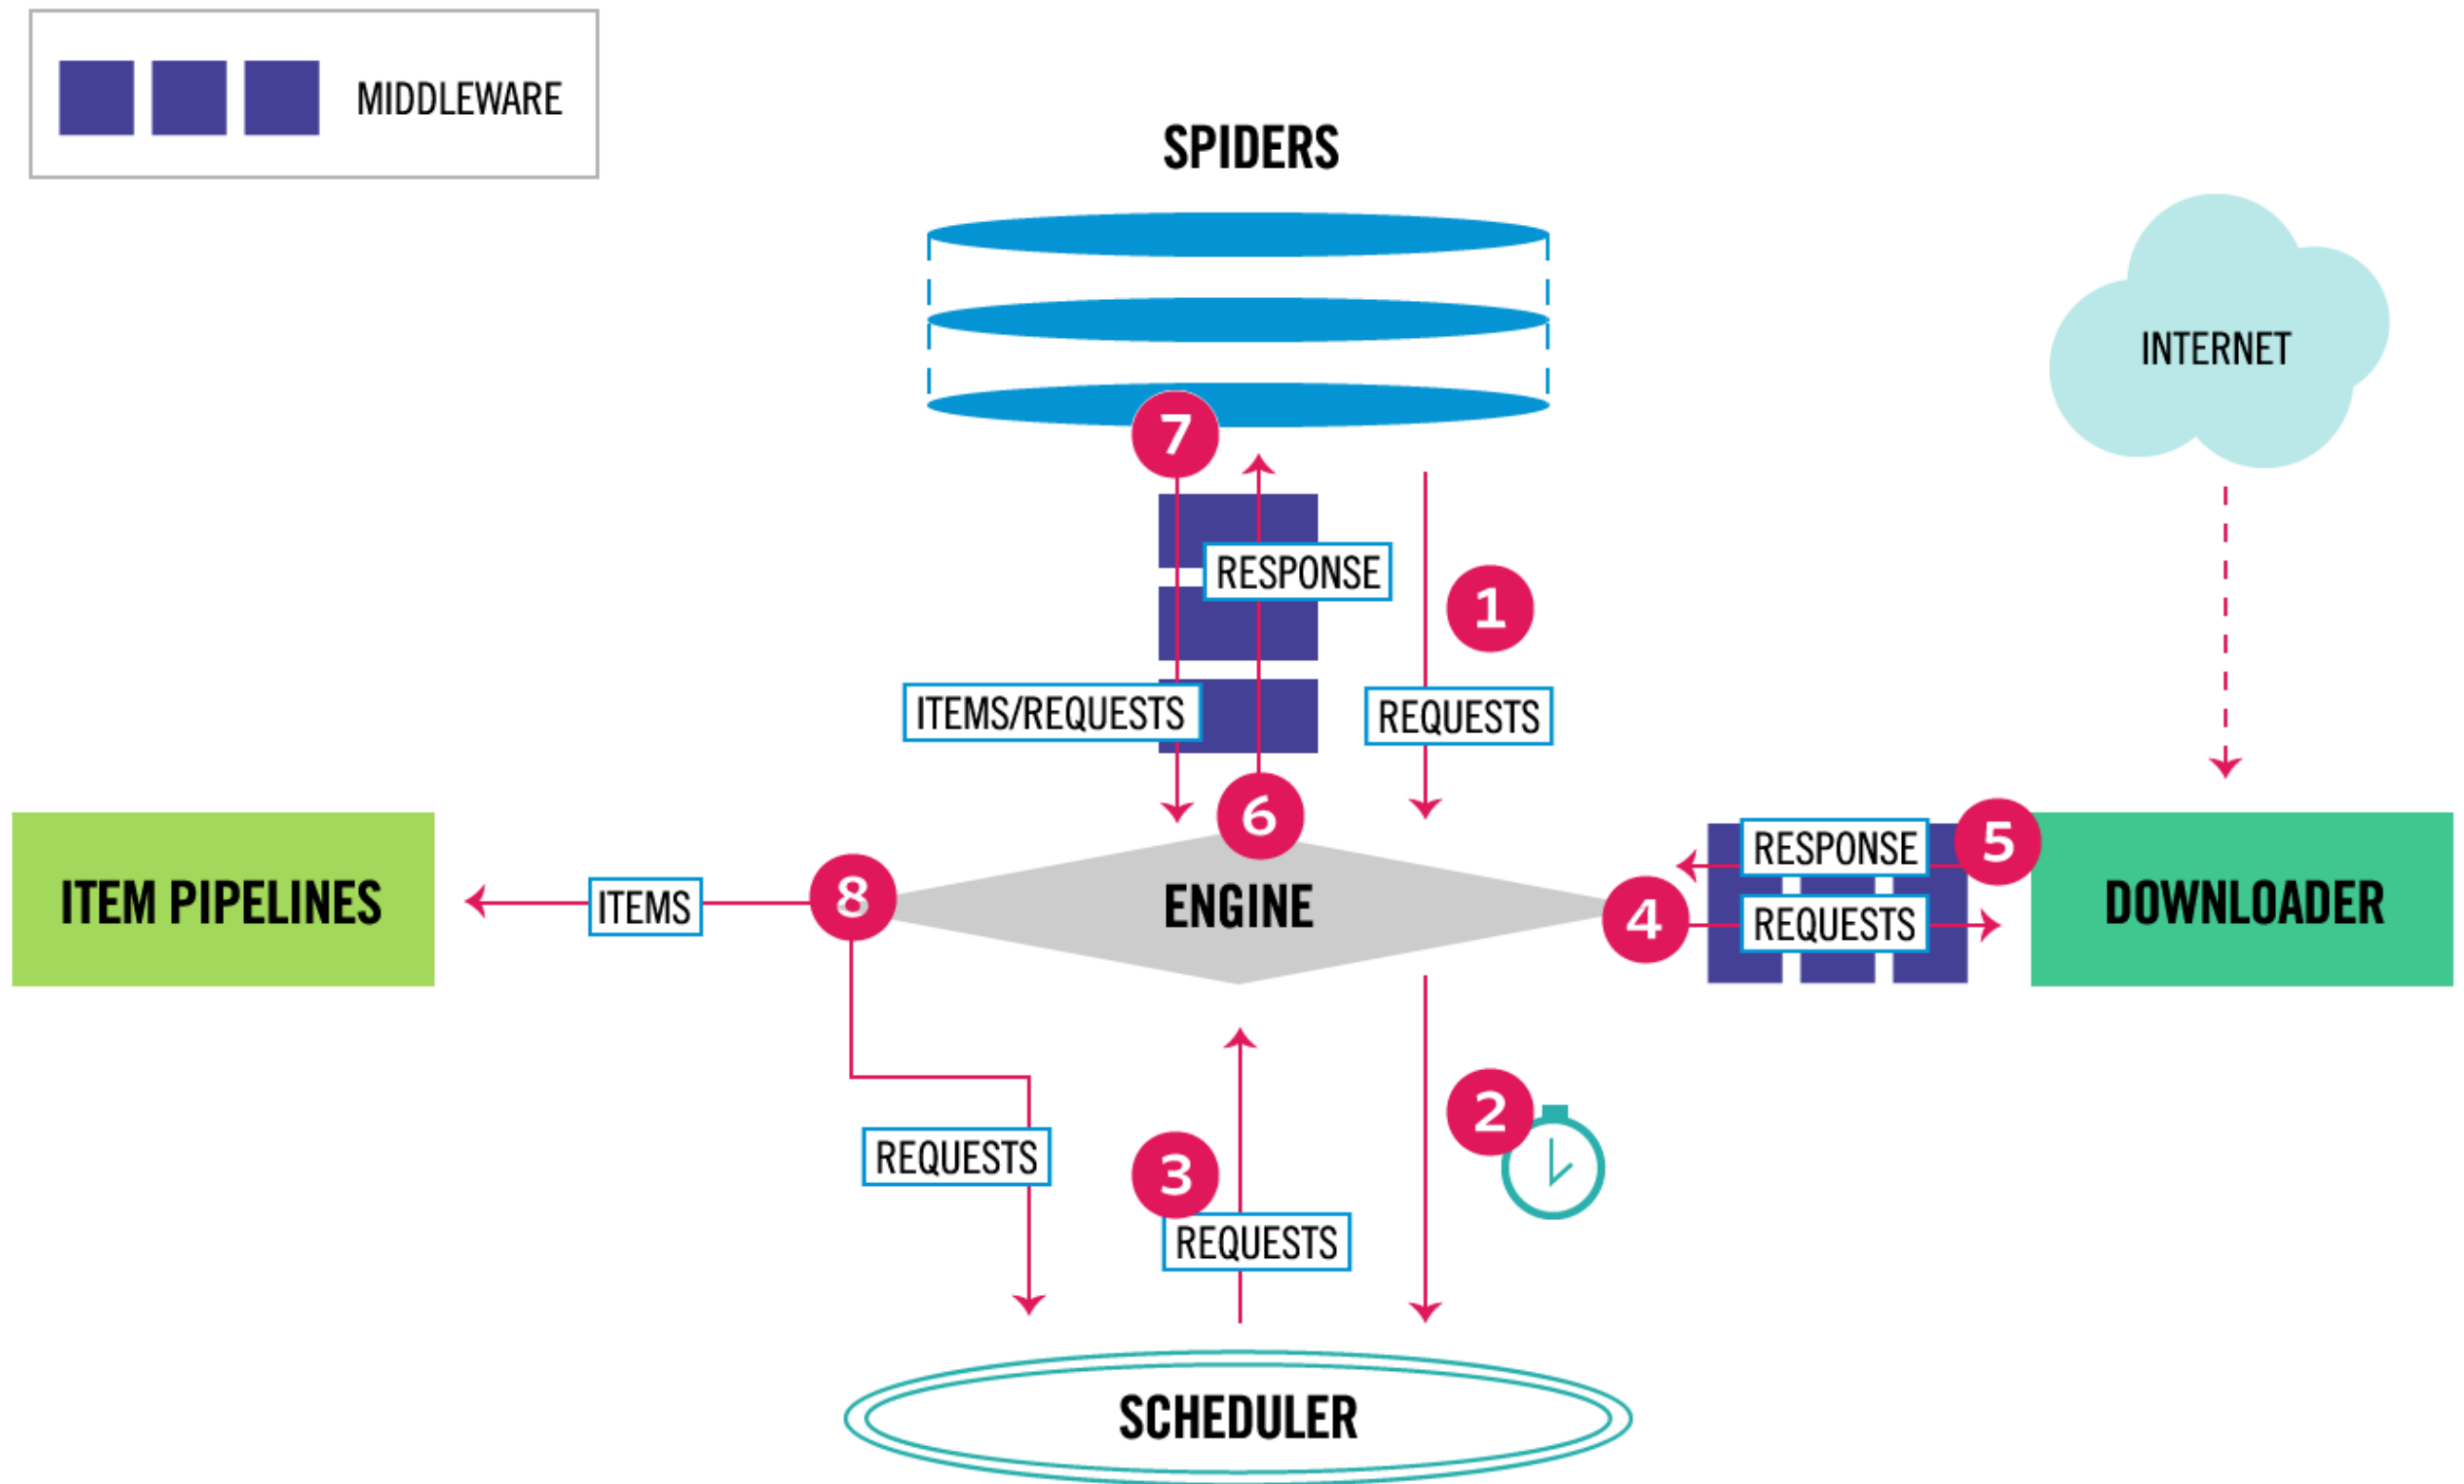 MIDDLEWARE
SPIDERS
INTERNET
7
RESPONSE
1
ITEMS/REQUESTS
REQUESTS
6
RESPONSE
5
ITEM PIPELINES
ITEMS
8
ENGINE
4
REQUESTS
DOWNLOADER
2
REQUESTS
3
REQUESTS
SCHEDULER